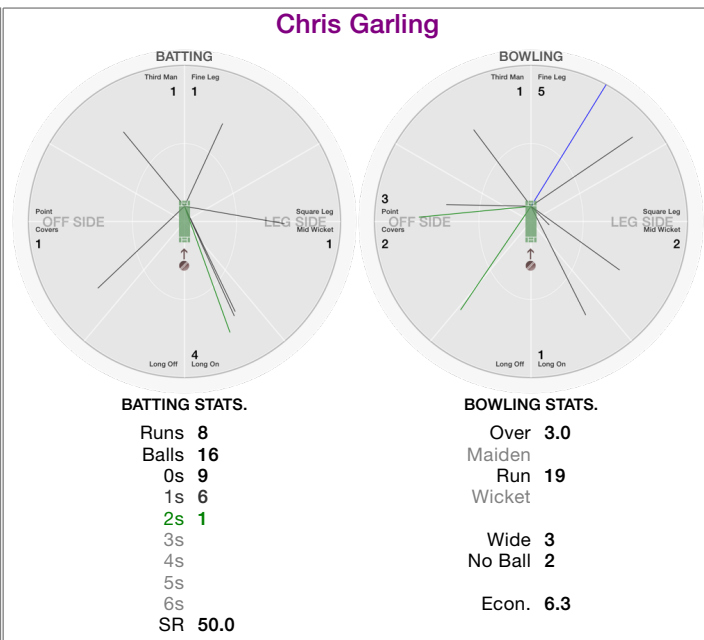 Chris Garling
BATTING
Third Man Fine Leg
1 1
OFF SIDE LEG SIDE
Point
Covers
1
Square Leg
Mid Wicket
1
4
Long Off Long On
BATTING STATS.
Runs 8
Balls 16
0s 9
1s 6
2s 1
3s
4s
5s
6s
SR 50.0
BOWLING
Third Man Fine Leg
1 5
3
OFF SIDE LEG SIDE
Point
Covers
2
Square Leg
Mid Wicket
2
1
Long Off Long On
BOWLING STATS.
Over 3.0
Maiden
Run 19
Wicket
Wide 3
No Ball 2
Econ. 6.3